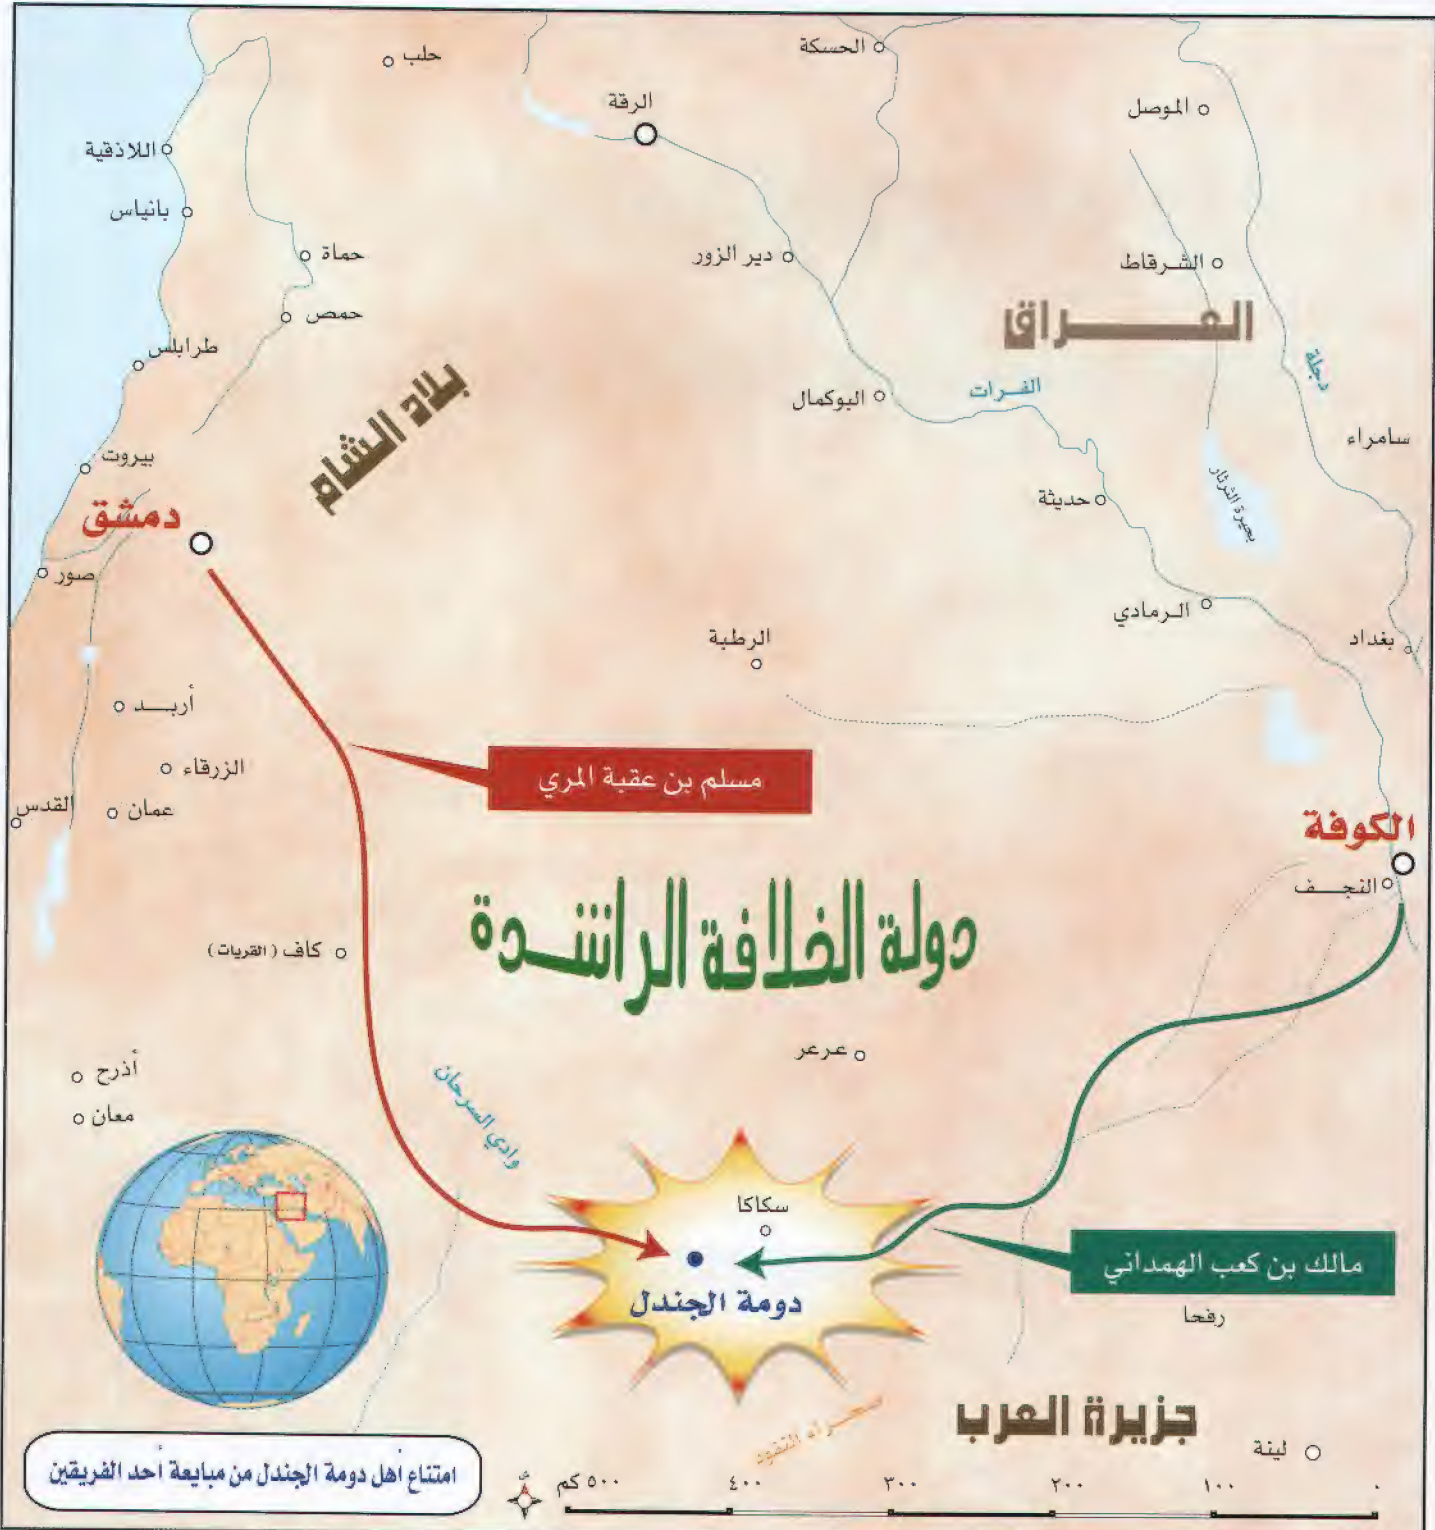 حلب
الحسكة
الرقة
الموصل
اللاذقية
بانياس
حماة
دير الزور
الشرقاط
حمص
العراق
طرابلس
دجلة
بلاد الشام
البوكمال
الفرات
سامراء
بيروت
حديثة
بحيرة الثرثار
دمشق
صور
الرمادي
الرطبة
بغداد
أربد
الزرقاء
مسلم بن عقبة المري
القدس
عمان
الكوفة
النجف
دولة الخلافة الراشدة
كاف (القريات)
عرعر
أذرح
وادي السرحان
معان
سكاكا
مالك بن كعب الهمداني
دومة الجندل
رفحا
جزيرة العرب
صحراء النفود
لينة
امتناع أهل دومة الجندل من مبايعة أحد الفريقين
٠ ١٠٠ ٢٠٠ ٣٠٠ ٤٠٠ ٥٠٠ كم